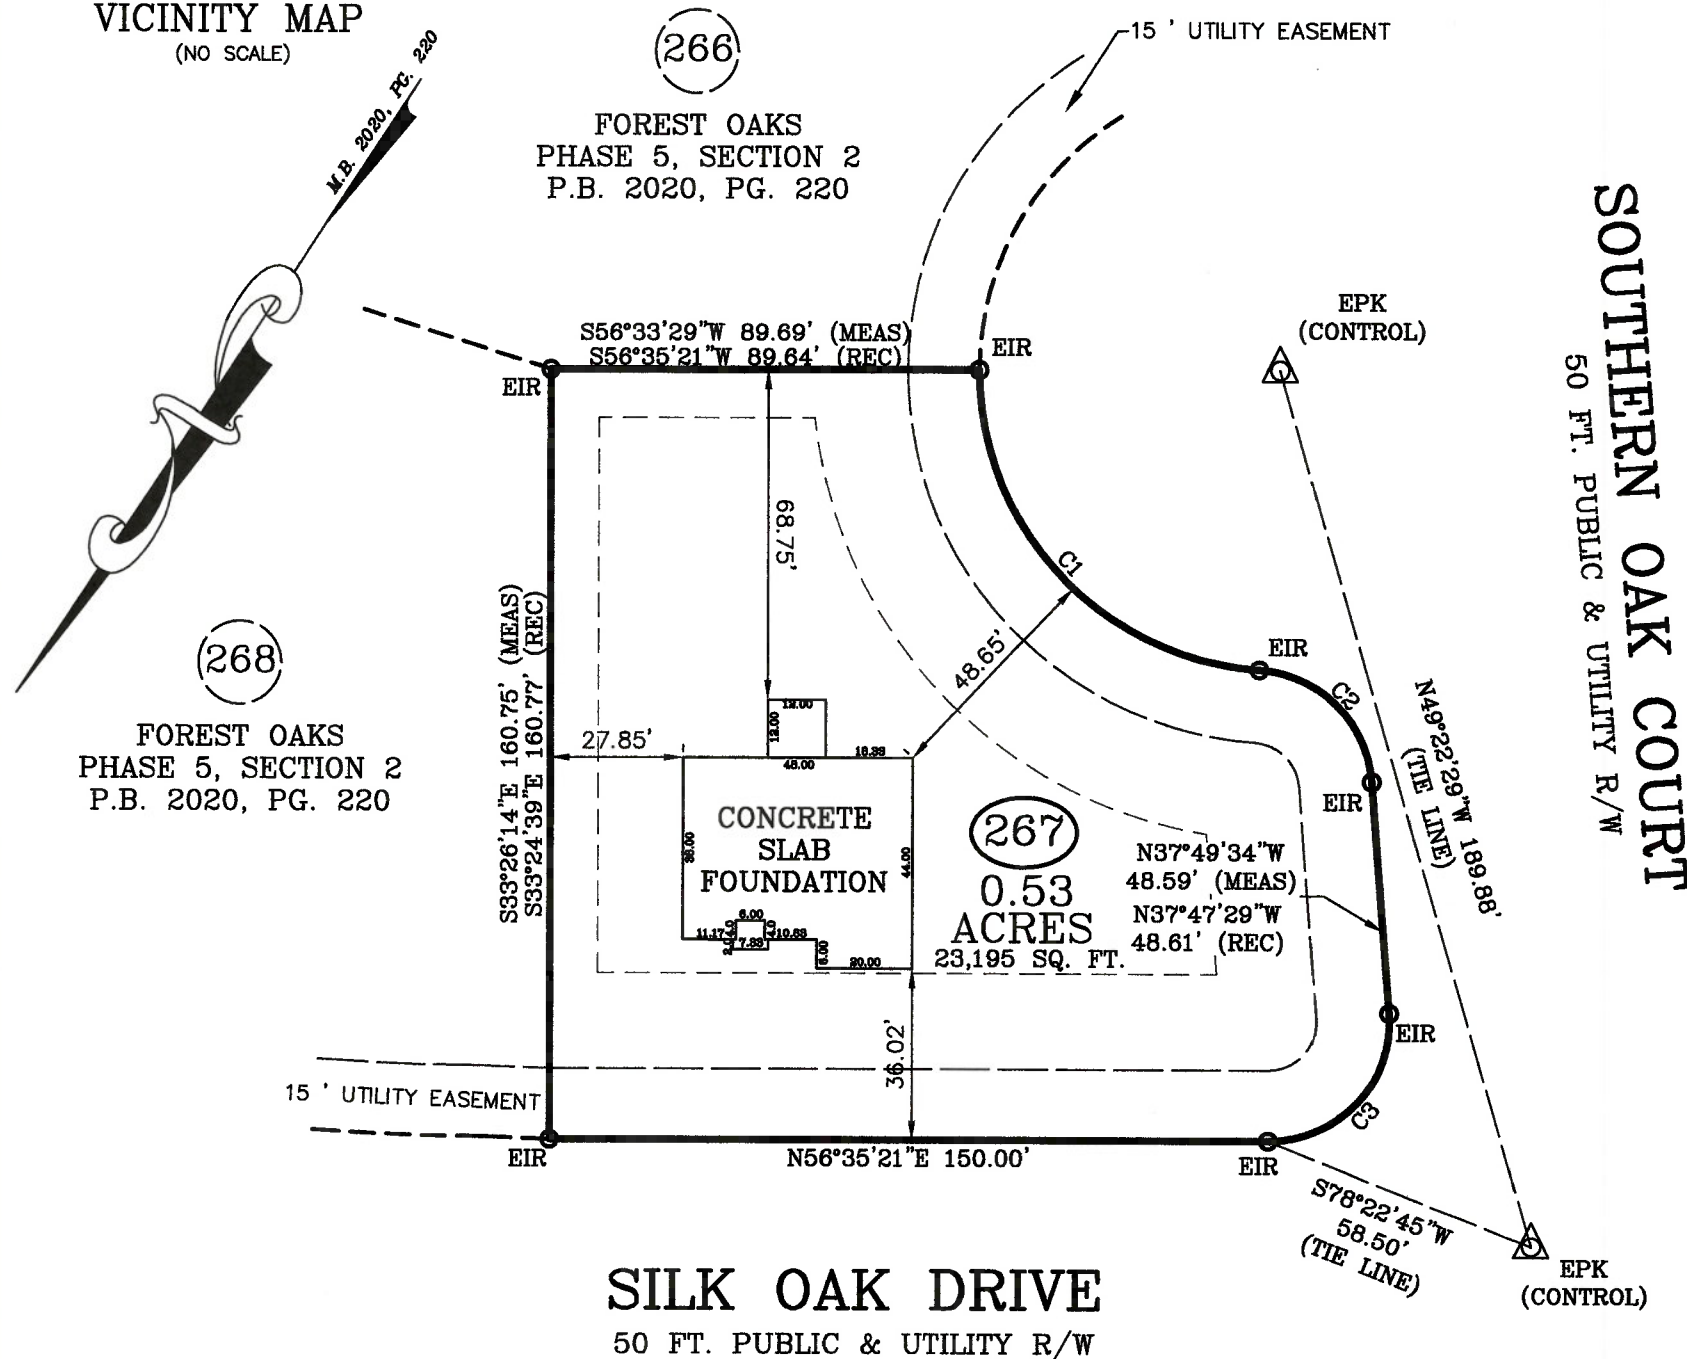 VICINITY MAP
(NO SCALE)
M.B. 2020, PG. 220
266
FOREST OAKS
PHASE 5, SECTION 2
P.B. 2020, PG. 220
15 ' UTILITY EASEMENT
SOUTHERN OAK COURT
50 FT. PUBLIC & UTILITY R/W
EPK
(CONTROL)
S56°33'29"W 89.69' (MEAS)
S56°35'21"W 89.64' (REC)
EIR
EIR
68.75'
C1
48.65'
EIR
C2
N49°22'29"W 189.88'
(TIE LINE)
S33°26'14"E 160.75' (MEAS)
S33°24'39"E 160.77' (REC)
268
FOREST OAKS
PHASE 5, SECTION 2
P.B. 2020, PG. 220
27.85'
12.00
12.00
18.39
48.00
CONCRETE
SLAB
FOUNDATION
38.00
44.00
6.00
11.17
4.0
4.0
10.83
2.0
7.33
6.00
20.00
267
0.53
ACRES
23,195 SQ. FT.
EIR
N37°49'34"W
48.59' (MEAS)
N37°47'29"W
48.61' (REC)
EIR
36.02'
15 ' UTILITY EASEMENT
C3
EIR
N56°35'21"E 150.00'
EIR
S78°22'45"W
58.50'
(TIE LINE)
EPK
(CONTROL)
SILK OAK DRIVE
50 FT. PUBLIC & UTILITY R/W